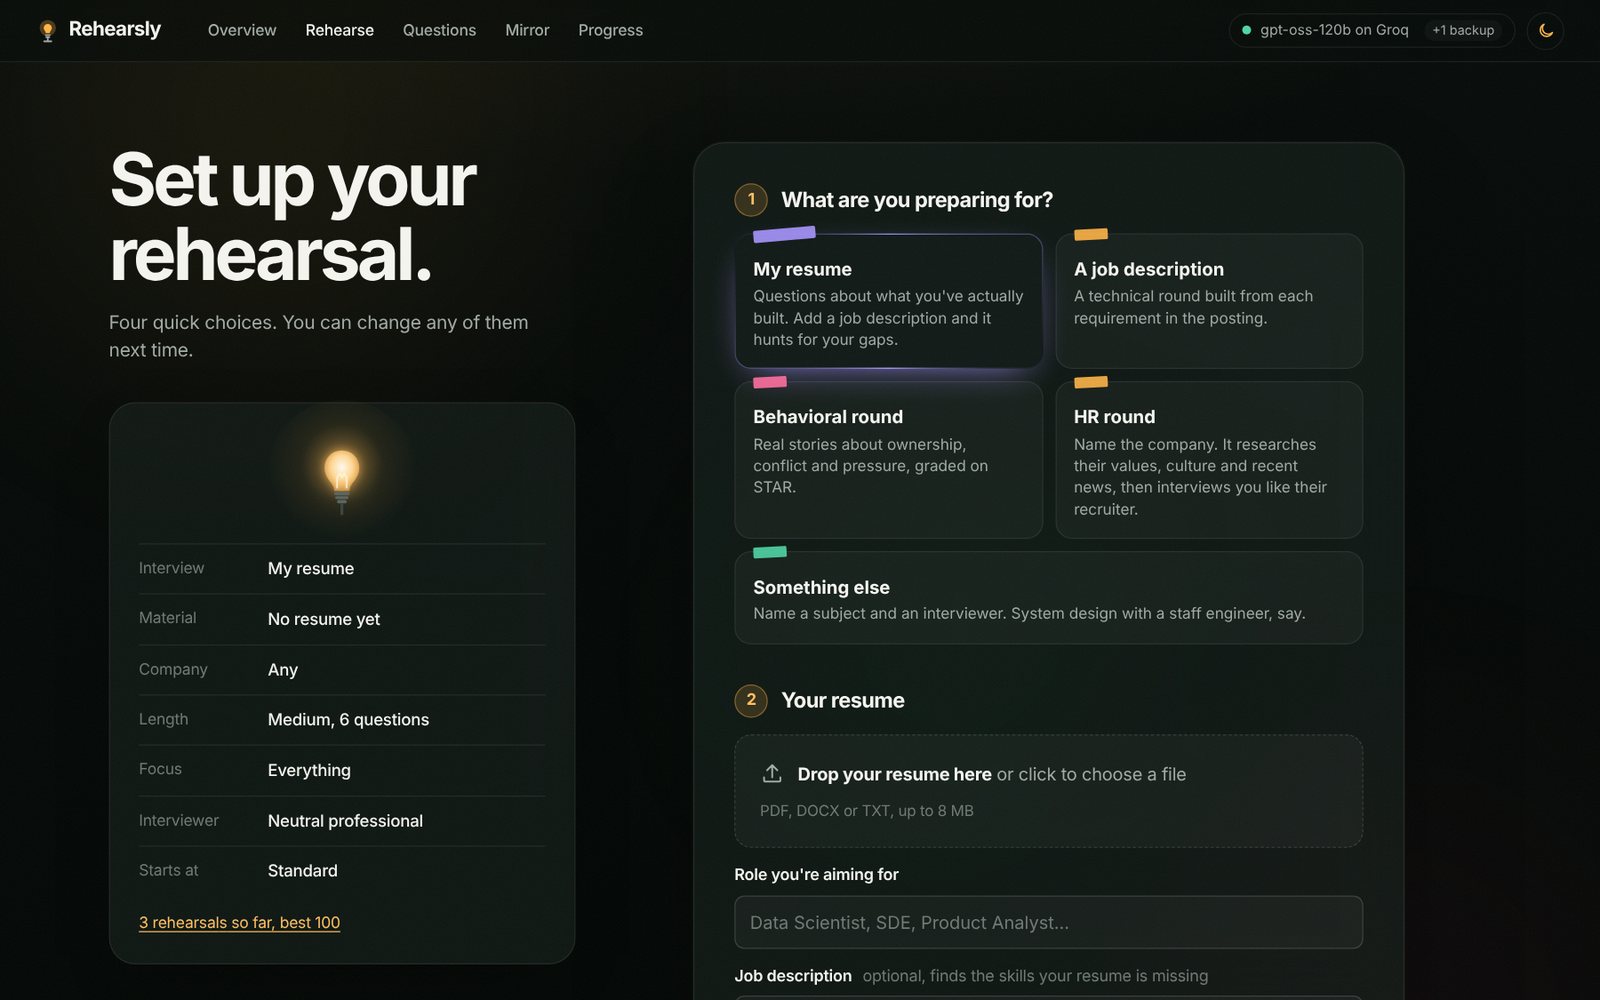 Rehearsly
Overview
Rehearse
Questions
Mirror
Progress
gpt-oss-120b on Groq
+1 backup
Set up your
rehearsal.
Four quick choices. You can change any of them
next time.
Interview My resume
Material No resume yet
Company Any
Length Medium, 6 questions
Focus Everything
Interviewer Neutral professional
Starts at Standard
3 rehearsals so far, best 100
1 What are you preparing for?
My resume
Questions about what you've actually
built. Add a job description and it
hunts for your gaps.
A job description
A technical round built from each
requirement in the posting.
Behavioral round
Real stories about ownership,
conflict and pressure, graded on
STAR.
HR round
Name the company. It researches
their values, culture and recent
news, then interviews you like their
recruiter.
Something else
Name a subject and an interviewer. System design with a staff engineer, say.
2 Your resume
Drop your resume here or click to choose a file
PDF, DOCX or TXT, up to 8 MB
Role you're aiming for
Data Scientist, SDE, Product Analyst...
Job description optional, finds the skills your resume is missing